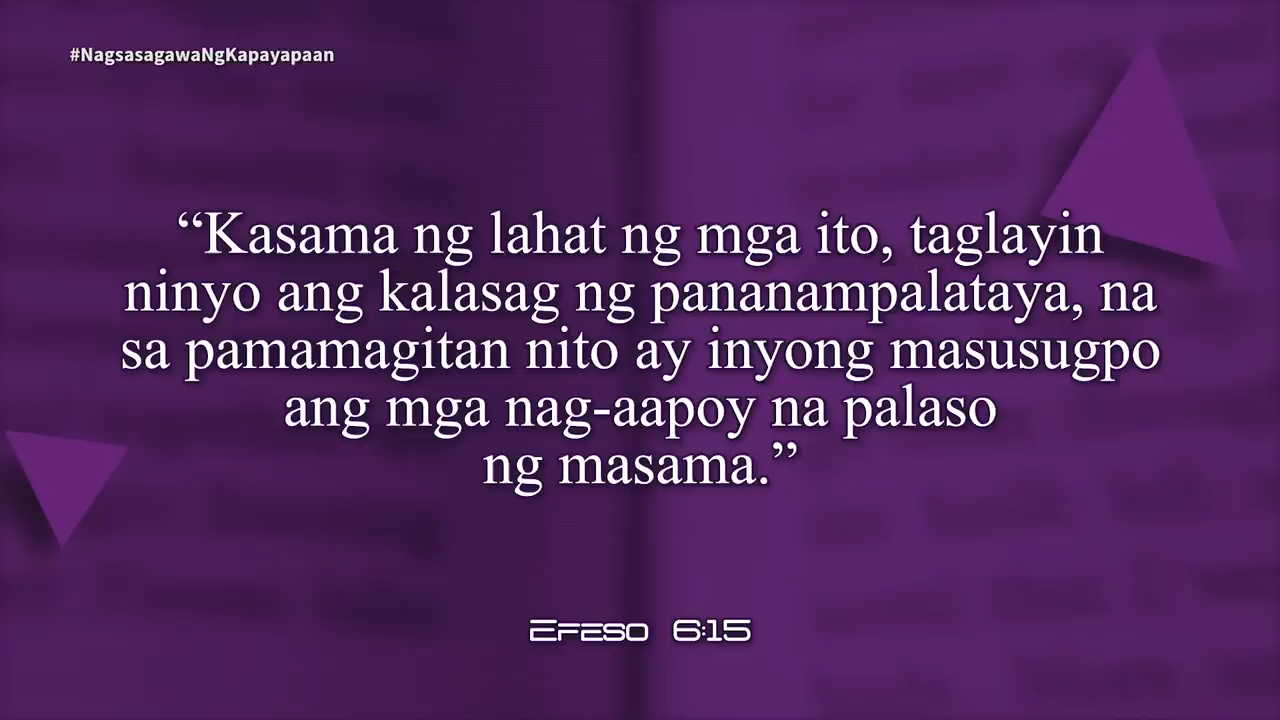 #NagsasagawaNgKapayapaan
“Kasama ng lahat ng mga ito, taglayin
ninyo ang kalasag ng pananampalataya, na
sa pamamagitan nito ay inyong masusugpo
ang mga nag-aapoy na palaso
ng masama.”
Efeso 6:15